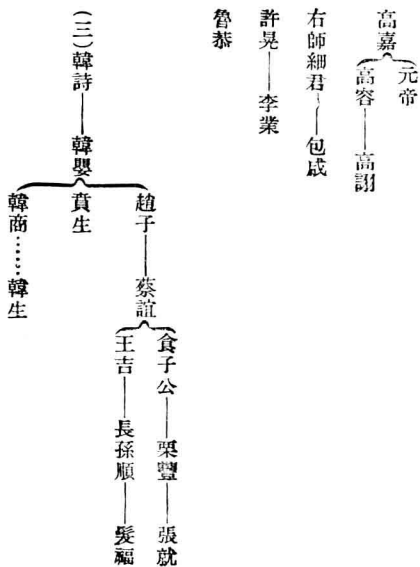 高嘉
元帝
高容——高詡
右師細君——包咸
許晃——李業
魯恭
(三)韓詩——韓嬰
趙子——蔡誼
食子公——栗豐——張就
王吉——長孫順——髮福
賁生
韓商……韓生